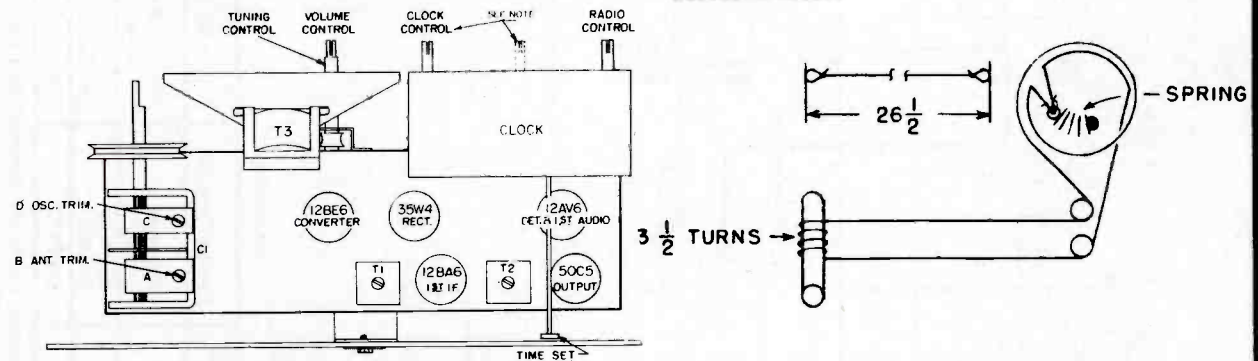 TUNING
CONTROL
VOLUME
CONTROL
CLOCK
CONTROL
SEE NOTE
RADIO
CONTROL
T3
CLOCK
D OSC. TRIM.
C
C1
B ANT TRIM.
A
12BE6
CONVERTER
35W4
RECT.
12AV6
DET. & 1ST AUDIO
T1
12BA6
1ST IF
T2
50C5
OUTPUT
TIME SET
26 1/2
SPRING
3 1/2 TURNS